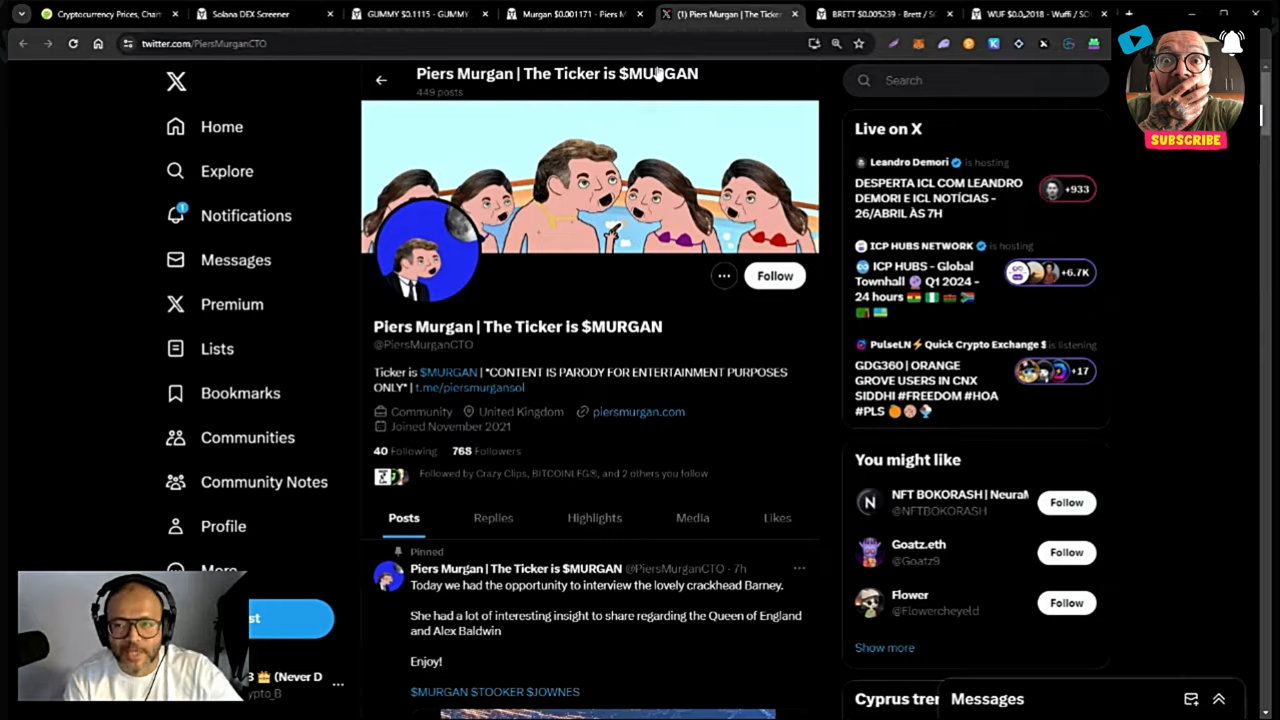 Cryptocurrency Prices, Char
Solana DEX Screener
GUMMY $0.1115 - GUMMY
Murgan $0.001171 - Piers M
(1) Piers Murgan | The Ticker
BRETT $0.005239 - Brett / S
WUF $0.0₅2018 - Wuffi / SO
twitter.com/PiersMurganCTO
SUBSCRIBE
Piers Murgan | The Ticker is $MURGAN
449 posts
Home
Explore
1
Notifications
Messages
Premium
Lists
Bookmarks
Communities
Community Notes
Profile
More
st
(Never D
ypto_B
Follow
Piers Murgan | The Ticker is $MURGAN
@PiersMurganCTO
Ticker is $MURGAN | "CONTENT IS PARODY FOR ENTERTAINMENT PURPOSES
ONLY" | t.me/piersmurgansol
Community United Kingdom piersmurgan.com
Joined November 2021
40 Following 768 Followers
Followed by Crazy Clips, BITCOINLFG®, and 2 others you follow
Posts Replies Highlights Media Likes
Pinned
Piers Murgan | The Ticker is $MURGAN @PiersMurganCTO · 7h
Today we had the opportunity to interview the lovely crackhead Barney.
She had a lot of interesting insight to share regarding the Queen of England
and Alex Baldwin
Enjoy!
$MURGAN $TOOKER $JOWNES
Search
Live on X
Leandro Demori is hosting
DESPERTA ICL COM LEANDRO
DEMORI E ICL NOTÍCIAS -
26/ABRIL ÀS 7H
+933
ICP HUBS NETWORK is hosting
ICP HUBS - Global
Townhall Q1 2024 -
24 hours
+6.7K
PulseLN⚡Quick Crypto Exchange $ is listening
GDG360 | ORANGE
GROVE USERS IN CNX
SIDDHI #FREEDOM #HOA
#PLS
+17
You might like
NFT BOKORASH | Neural
@NFTBOKORASH
Follow
Goatz.eth
@Goatz9
Follow
Flower
@Flowercheyeld
Follow
Show more
Cyprus tren
Messages